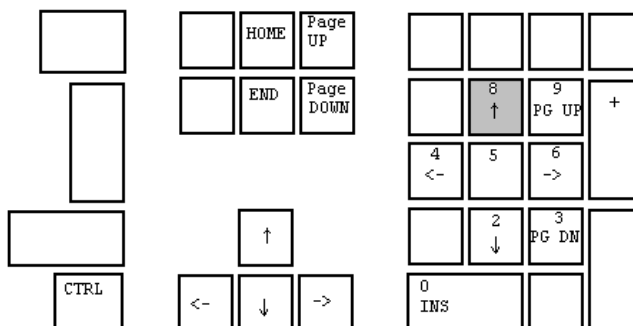 HOME
Page
UP
END
Page
DOWN
8
↑
9
PG UP
+
4
<-
5
6
->
2
↓
3
PG DN
↑
CTRL
<-
↓
->
0
INS